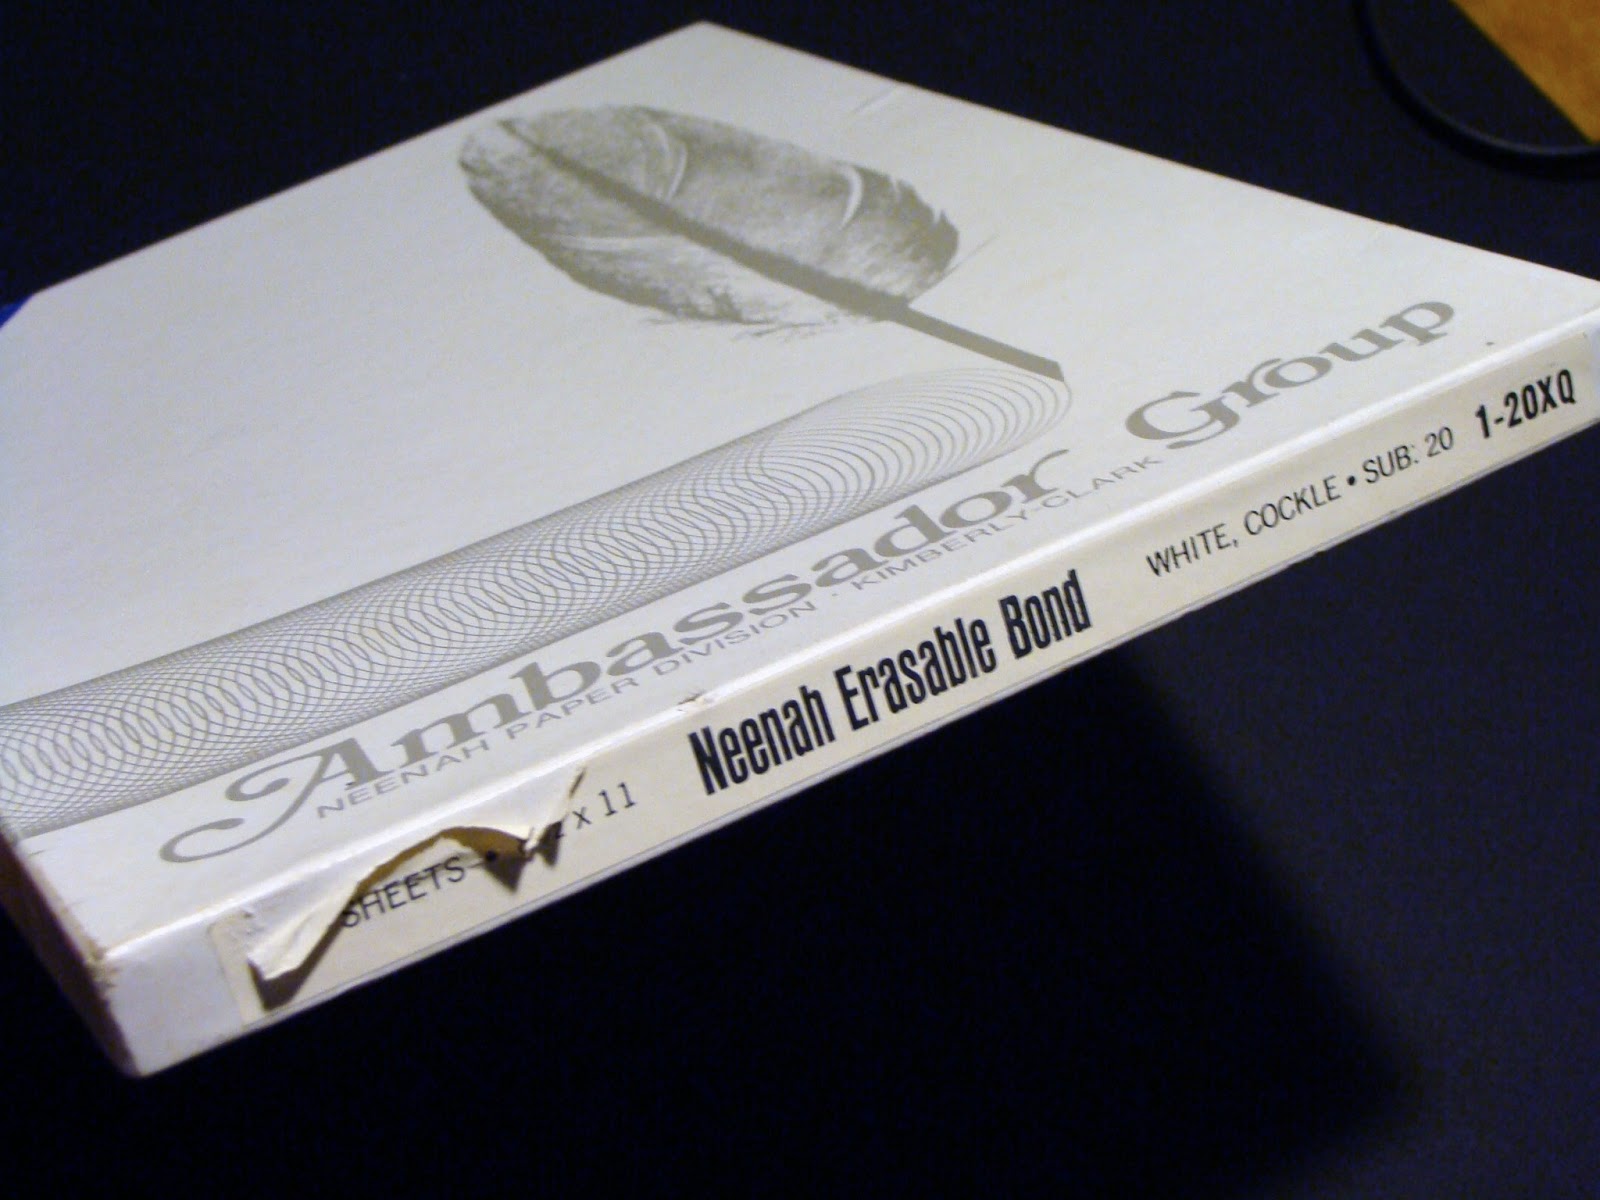 Ambassador Group
NEENAH PAPER DIVISION · KIMBERLY-CLARK
SHEETS • x 11 Neenah Erasable Bond WHITE, COCKLE • SUB: 20 1-20XQ